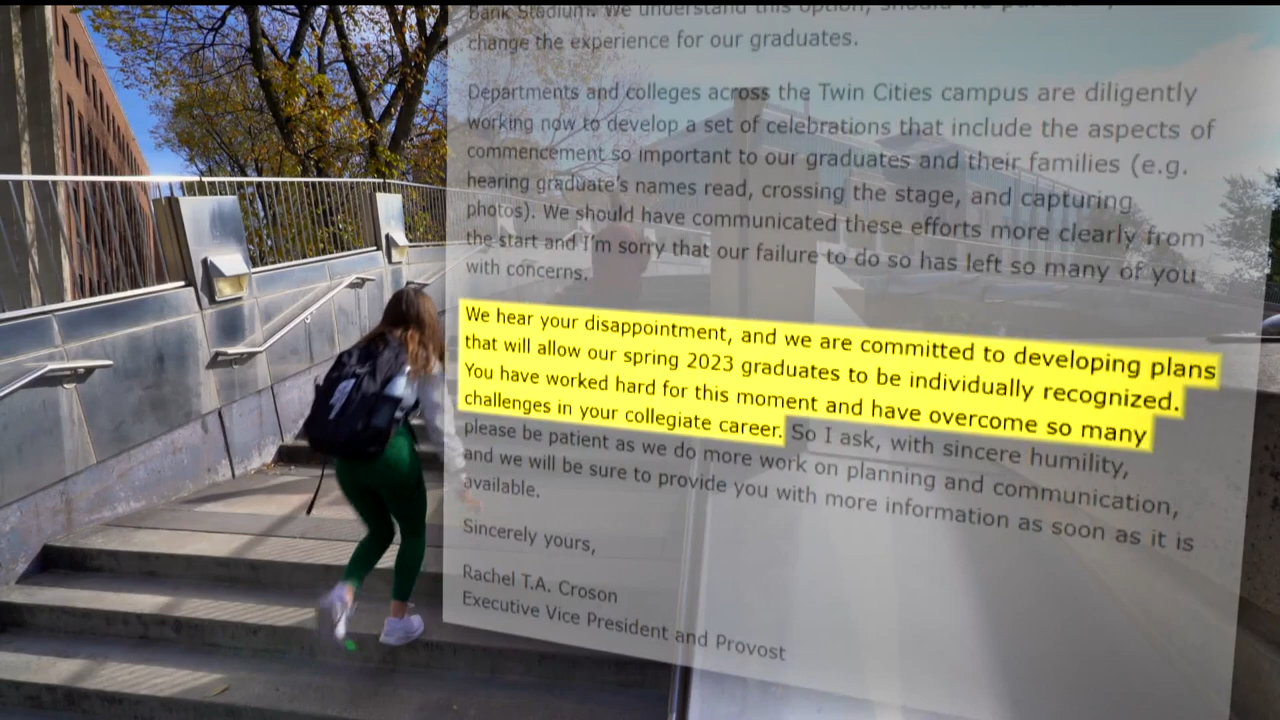 Bank Stadium. We understand this option, should we
change the experience for our graduates.
Departments and colleges across the Twin Cities campus are diligently
working now to develop a set of celebrations that include the aspects of
commencement so important to our graduates and their families (e.g.
hearing graduate's names read, crossing the stage, and capturing
photos). We should have communicated these efforts more clearly from
the start and I'm sorry that our failure to do so has left so many of you
with concerns.
We hear your disappointment, and we are committed to developing plans
that will allow our spring 2023 graduates to be individually recognized.
You have worked hard for this moment and have overcome so many
challenges in your collegiate career. So I ask, with sincere humility,
please be patient as we do more work on planning and communication,
and we will be sure to provide you with more information as soon as it is
available.
Sincerely yours,
Rachel T.A. Croson
Executive Vice President and Provost